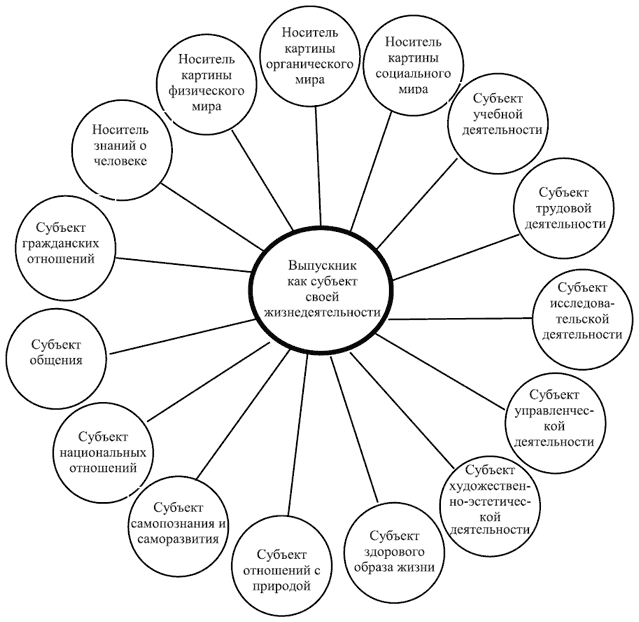 Носитель
картины
органического
мира
Носитель
картины
социального
мира
Субъект
учебной
деятельности
Субъект
трудовой
деятельности
Субъект
исследова-
тельской
деятельности
Субъект
управленчес-
кой
деятельности
Субъект
художествен-
но-эстетичес-
кой
деятельности
Субъект
здорового
образа жизни
Субъект
отношений с
природой
Субъект
самопознания и
саморазвития
Субъект
национальных
отношений
Субъект
общения
Субъект
гражданских
отношений
Носитель
знаний о
человеке
Носитель
картины
физического
мира
Выпускник
как субъект
своей
жизнедеятельности